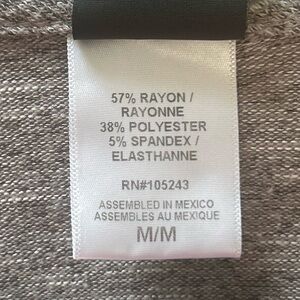 57% RAYON /
RAYONNE
38% POLYESTER
5% SPANDEX /
ELASTHANNE
RN#105243
ASSEMBLED IN MEXICO
ASSEMBLES AU MEXIQUE
M/M